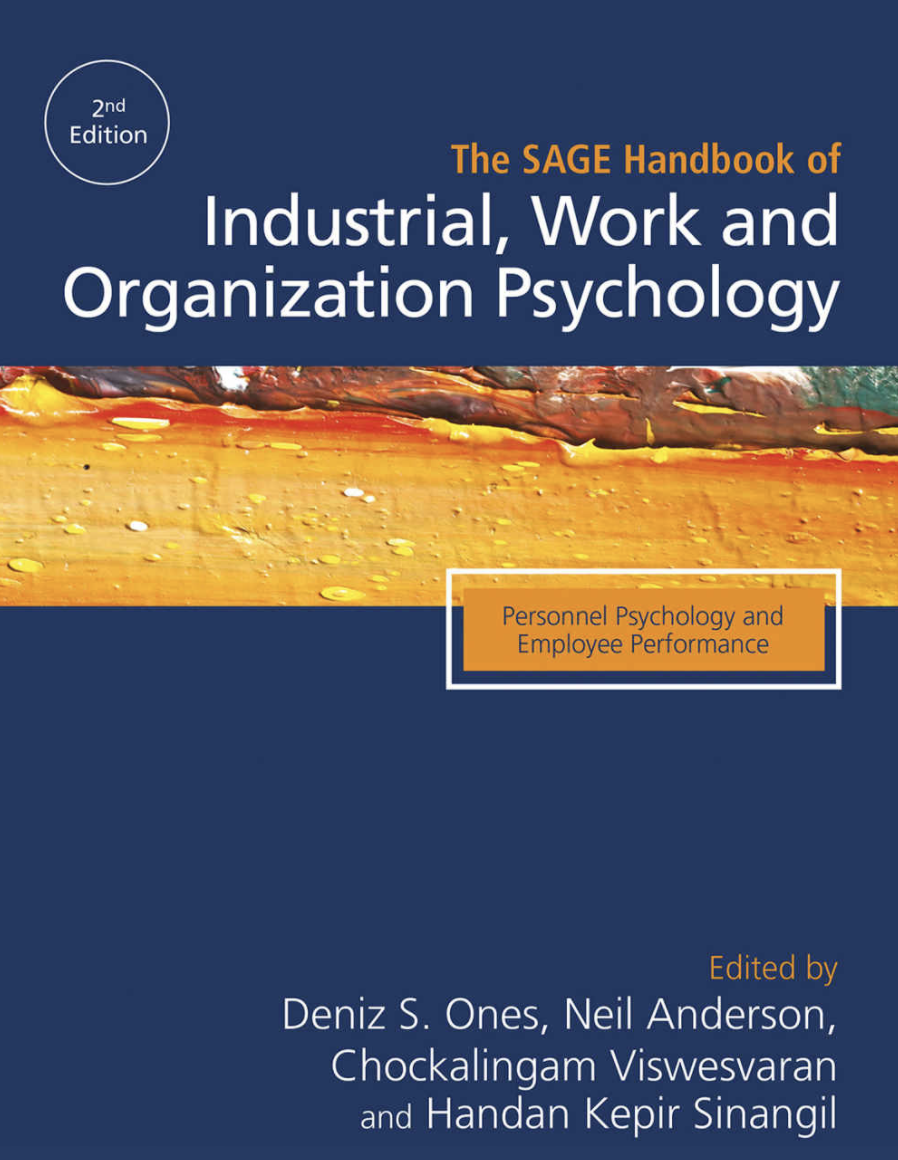 2nd
Edition
The SAGE Handbook of
Industrial, Work and
Organization Psychology
Personnel Psychology and
Employee Performance
Edited by
Deniz S. Ones, Neil Anderson,
Chockalingam Viswesvaran
and Handan Kepir Sinangil